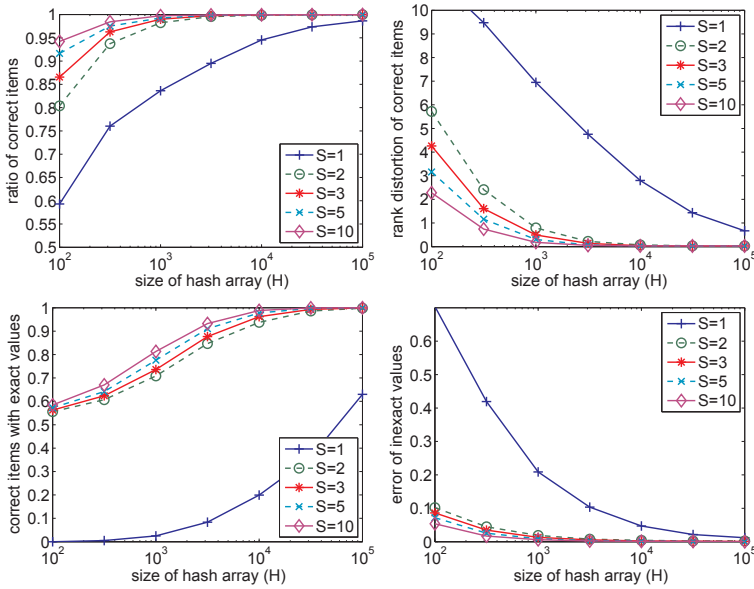 ratio of correct items
1
0.95
0.9
0.85
0.8
0.75
0.7
0.65
0.6
0.55
0.5
10^2
10^3
10^4
10^5
size of hash array (H)
S=1
S=2
S=3
S=5
S=10
rank distortion of correct items
10
9
8
7
6
5
4
3
2
1
0
10^2
10^3
10^4
10^5
size of hash array (H)
S=1
S=2
S=3
S=5
S=10
correct items with exact values
1
0.9
0.8
0.7
0.6
0.5
0.4
0.3
0.2
0.1
0
10^2
10^3
10^4
10^5
size of hash array (H)
S=1
S=2
S=3
S=5
S=10
error of inexact values
0.6
0.5
0.4
0.3
0.2
0.1
0
10^2
10^3
10^4
10^5
size of hash array (H)
S=1
S=2
S=3
S=5
S=10